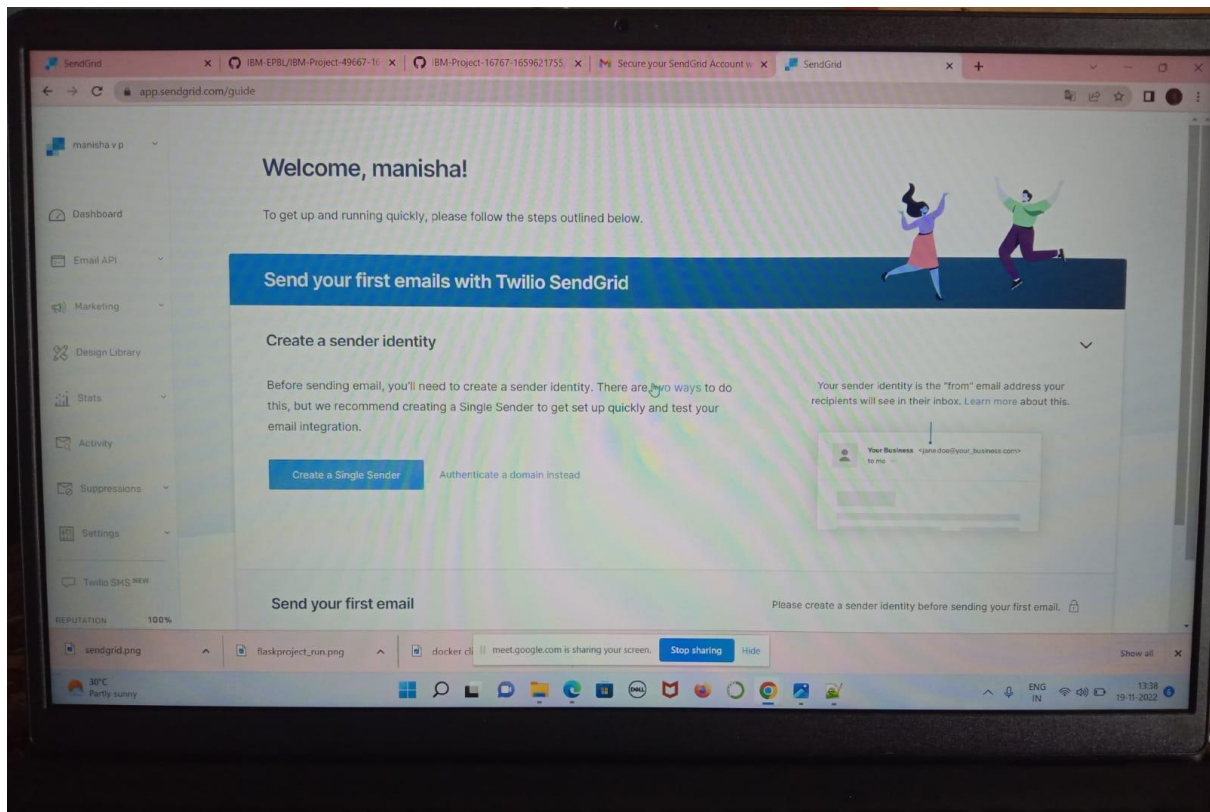 SendGrid
IBM-EPBL/IBM-Project-49667-16
IBM-Project-16767-1659621755
Secure your SendGrid Account w
SendGrid
app.sendgrid.com/guide
manisha v p
Dashboard
Email API
Marketing
Design Library
Stats
Activity
Suppressions
Settings
Twilio SMS NEW
REPUTATION 100%
Welcome, manisha!
To get up and running quickly, please follow the steps outlined below.
Send your first emails with Twilio SendGrid
Create a sender identity
Before sending email, you'll need to create a sender identity. There are two ways to do
this, but we recommend creating a Single Sender to get set up quickly and test your
email integration.
Create a Single Sender
Authenticate a domain instead
Your sender identity is the "from" email address your
recipients will see in their inbox. Learn more about this.
Your Business <jane.doe@your_business.com>
to me
Send your first email
Please create a sender identity before sending your first email.
sendgrid.png
flaskproject_run.png
docker cli
meet.google.com is sharing your screen.
Stop sharing
Hide
Show all
30°C
Partly sunny
DELL
ENG
IN
13:38
19-11-2022